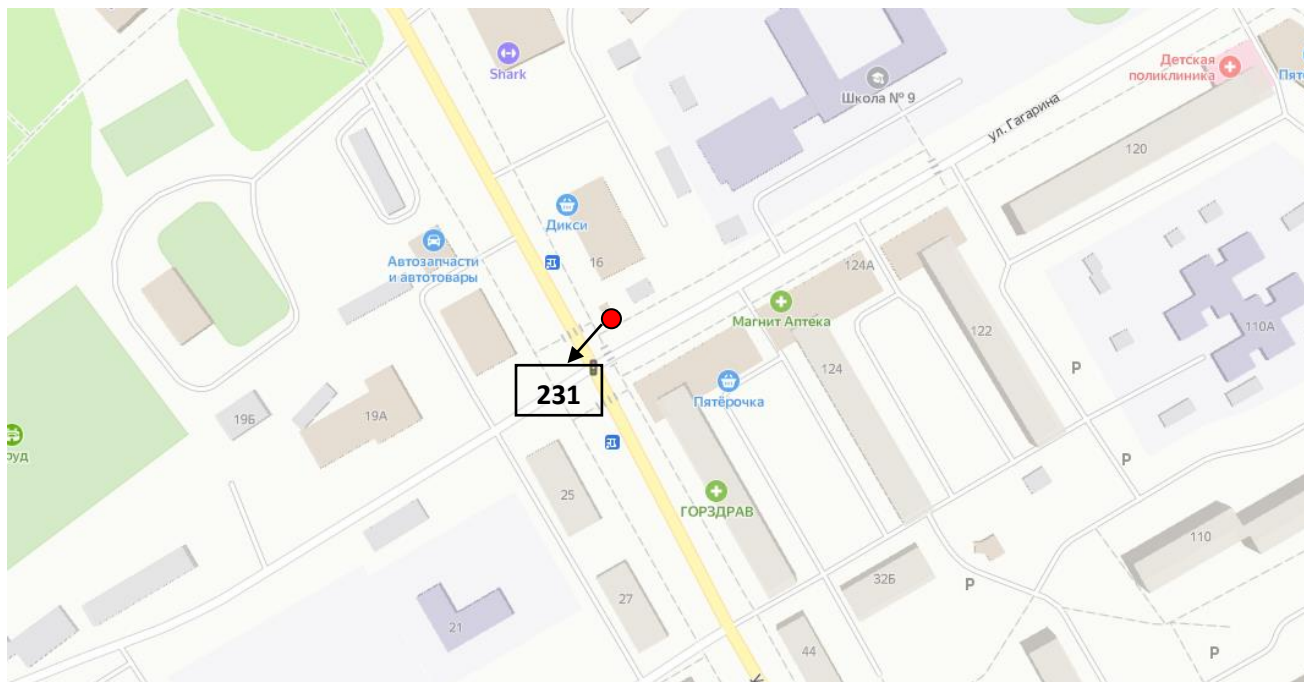 Shark
Школа № 9
Детская
поликлиника
Пят
ул. Гагарина
120
Дикси
16
Автозапчасти
и автотовары
124А
Магнит Аптека
122
110А
231
124
Пятёрочка
Р
19Б
19А
руд
25
ГОРЗДРАВ
Р
110
27
32Б
Р
21
44
Р